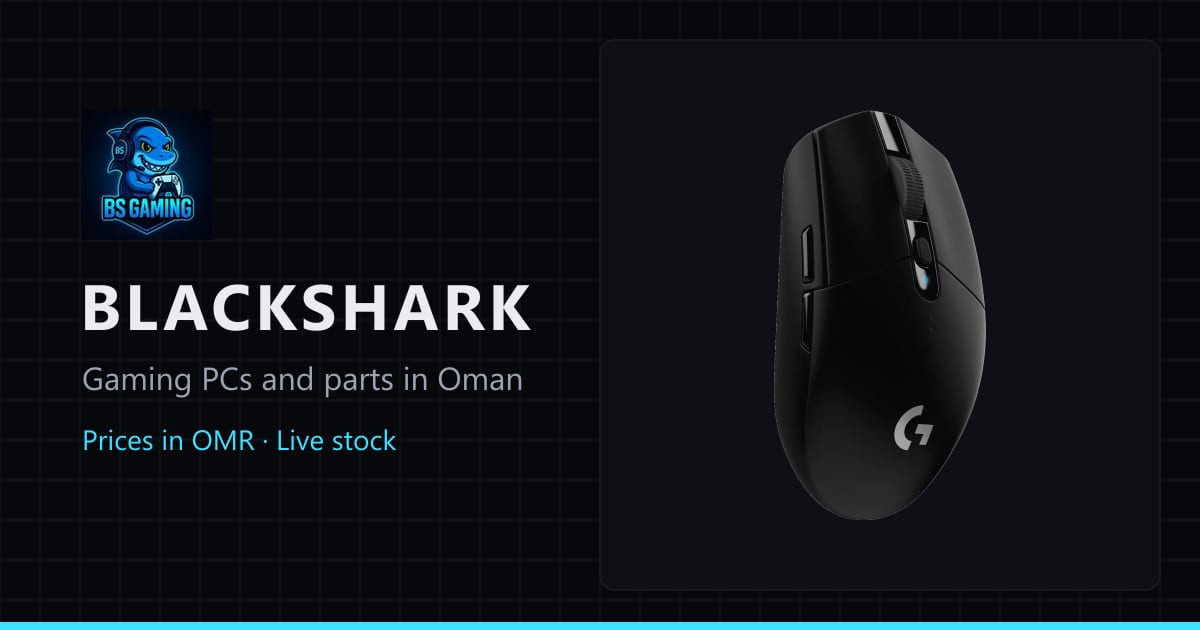 BS
BS GAMING
BLACKSHARK
Gaming PCs and parts in Oman
Prices in OMR · Live stock
G